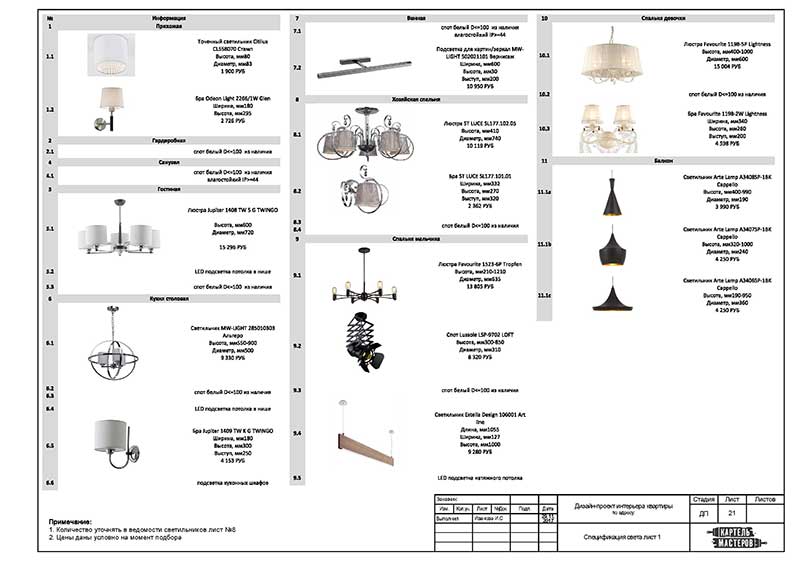 № Информация
1 Прихожая
1.1 Точечный светильник Citilux
CL558070 Стамп
Высота, мм80
Диаметр, мм83
1 900 РУБ
1.2 Бра Odeon Light 2266/1W Glen
Ширина, мм180
Высота, мм295
2 726 РУБ
2 Гардеробная
2.1 спот белый D<=100 из наличия
4 Санузел
спот белый D<=100 из наличия
влагостойкий IP>=44
Гостиная
Люстра Jupiter 1408 TW 5 G TWINGO
Высота, мм600
Диаметр, мм720
15 296 РУБ
LED подсветка потолка в нише
спот белый D<=100 из наличия
6 Кухня столовая
6.1 Светильник MW-LIGHT 285010303
Альгеро
Высота, мм550-900
Диаметр, мм500
9 330 РУБ
6.2 спот белый D<=100 из наличия
6.3
6.4 LED подсветка потолка в нише
6.5 Бра Jupiter 1409 TW K G TWINGO
Ширина, мм180
Высота, мм300
Выступ, мм250
4 153 РУБ
6.6 подсветка кухонных шкафов
Примечание:
1. Количество уточнять в ведомости светильников лист №8
2. Цены даны условно на момент подбора
7 Ванная
7.1 спот белый D<=100 из наличия
влагостойкий IP>=44
7.2 Подсветка для картин/зеркал MW-
LIGHT 502021101 Вернисаж
Ширина, мм600
Высота, мм30
Выступ, мм200
10 950 РУБ
8 Хозяйская спальня
8.1 Люстра ST LUCE SL177.102.05
Высота, мм410
Диаметр, мм740
10 119 РУБ
8.2 Бра ST LUCE SL177.101.01
Ширина, мм332
Высота, мм270
Выступ, мм320
2 362 РУБ
8.3
8.4 спот белый D<=100 из наличия
9 Спальня мальчика
9.1 Люстра Favourite 1523-6P Tropfen
Высота, мм210-1210
Диаметр, мм635
13 805 РУБ
9.2 Спот Lussole LSP-9702 LOFT
Высота, мм300-850
Диаметр, мм310
8 320 РУБ
9.3 спот белый D<=100 из наличия
9.4 Светильник Estella Design 106001 Art
line
Длина, мм1055
Ширина, мм127
Высота, мм1000
9 280 РУБ
9.5 LED подсветка натяжного потолка
10 Спальня девочки
10.1 Люстра Favourite 1198-5P Lightness
Высота, мм400-1000
Диаметр, мм600
15 004 РУБ
10.2 спот белый D<=100 из наличия
10.3 Бра Favourite 1198-2W Lightness
Ширина, мм340
Высота, мм280
Выступ, мм200
4 598 РУБ
11 Балкон
11.1a Светильник Arte Lamp A3408SP-1BK
Cappello
Высота, мм400-990
Диаметр, мм190
3 990 РУБ
11.1b Светильник Arte Lamp A3407SP-1BK
Cappello
Высота, мм320-1000
Диаметр, мм240
4 250 РУБ
11.1c Светильник Arte Lamp A3406SP-1BK
Cappello
Высота, мм190-950
Диаметр, мм360
4 250 РУБ
Заказчик:
Изм. Кол.уч. Лист №Док. Подп. Дата
Выполнил Иванова И.С
Дизайн-проект интерьера квартиры
по адресу:
Стадия Лист Листов
ДП 21
Спецификация света лист 1
КАРТЕЛЬ
МАСТЕРОВ